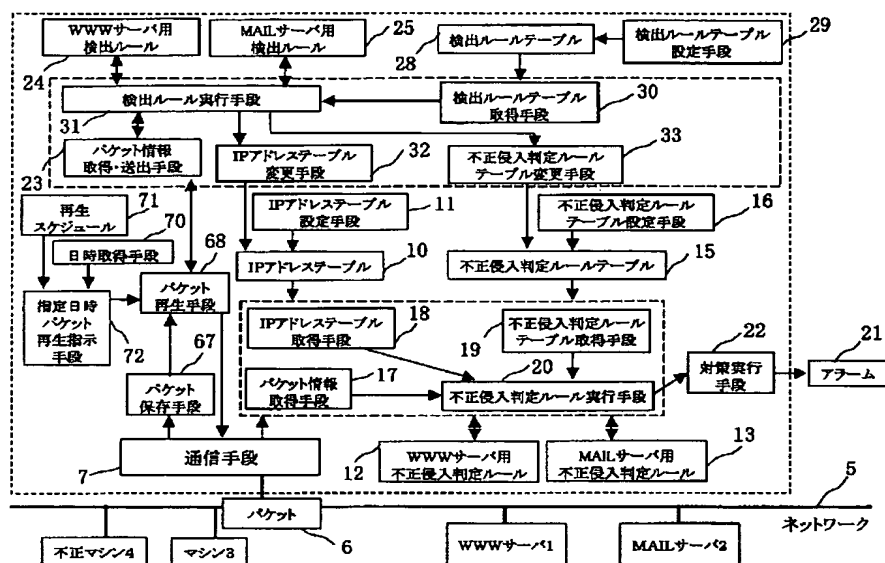 WWWサーバ用
検出ルール
24
MAILサーバ用
検出ルール
25
検出ルールテーブル
28
検出ルールテーブル
設定手段
29
検出ルール実行手段
31
検出ルールテーブル
取得手段
30
パケット情報
取得・送出手段
23
IPアドレステーブル
変更手段
32
不正侵入判定ルール
テーブル変更手段
33
再生
スケジュール
71
IPアドレステーブル
設定手段
11
不正侵入判定ルール
テーブル設定手段
16
日時取得手段
70
68
パケット
再生手段
IPアドレステーブル
10
不正侵入判定ルールテーブル
15
指定日時
パケット
再生指示
手段
72
IPアドレステーブル
取得手段
18
不正侵入判定ルール
テーブル取得手段
19
67
パケット
保存手段
パケット情報
取得手段
17
20
不正侵入判定ルール実行手段
22
対策実行
手段
21
アラーム
通信手段
7
WWWサーバ用
不正侵入判定ルール
12
MAILサーバ用
不正侵入判定ルール
13
パケット
6
5
ネットワーク
不正マシン4
マシン3
WWWサーバ1
MAILサーバ2